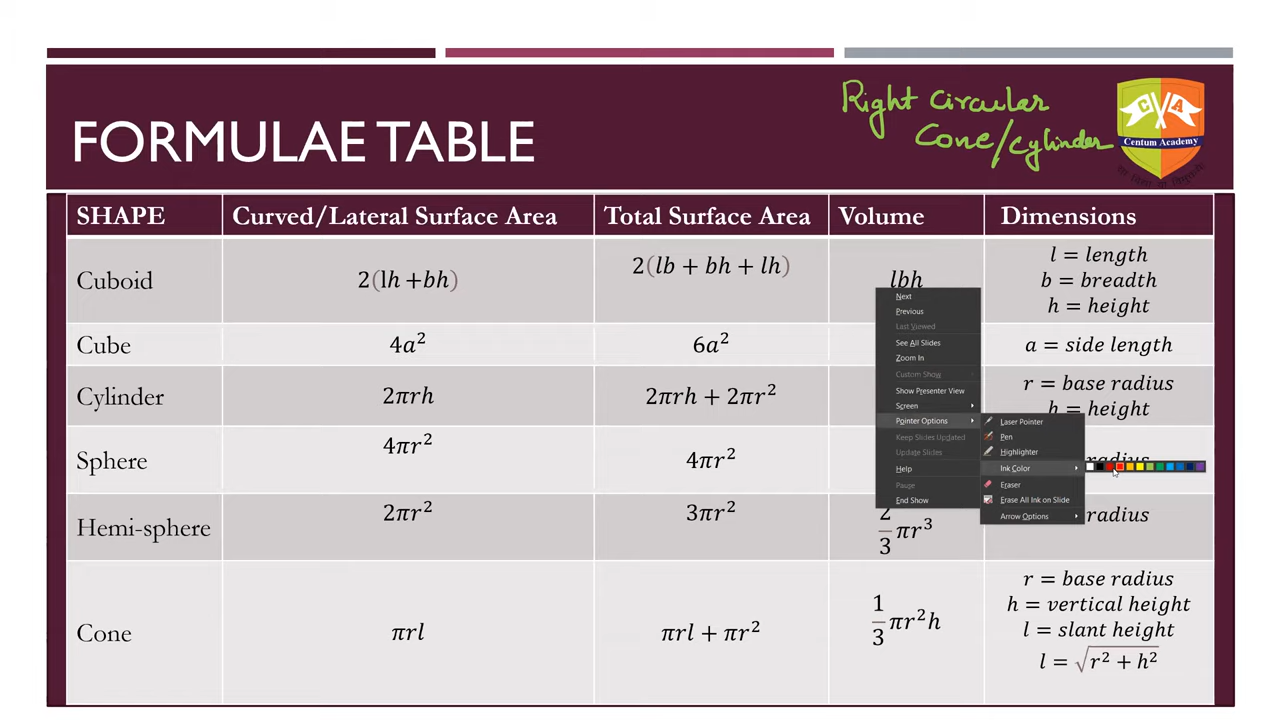 Right Circular
Cone/Cylinder
C A
Centum Academy
FORMULAE TABLE
SHAPE Curved/Lateral Surface Area Total Surface Area Volume Dimensions
Cuboid 2(lh +bh) 2(lb + bh + lh) lbh l = length
b = breadth
h = height
Cube 4a² 6a² a = side length
Cylinder 2πrh 2πrh + 2πr² r = base radius
h = height
Sphere 4πr² 4πr² radius
Hemi-sphere 2πr² 3πr² 2/3 πr³ radius
Cone πrl πrl + πr² 1/3 πr²h r = base radius
h = vertical height
l = slant height
l = √(r² + h²)
Next
Previous
Last Viewed
See All Slides
Zoom In
Custom Show
Show Presenter View
Screen
Pointer Options
Keep Slides Updated
Update Slides
Help
Pause
End Show
Laser Pointer
Pen
Highlighter
Ink Color
Eraser
Erase All Ink on Slide
Arrow Options